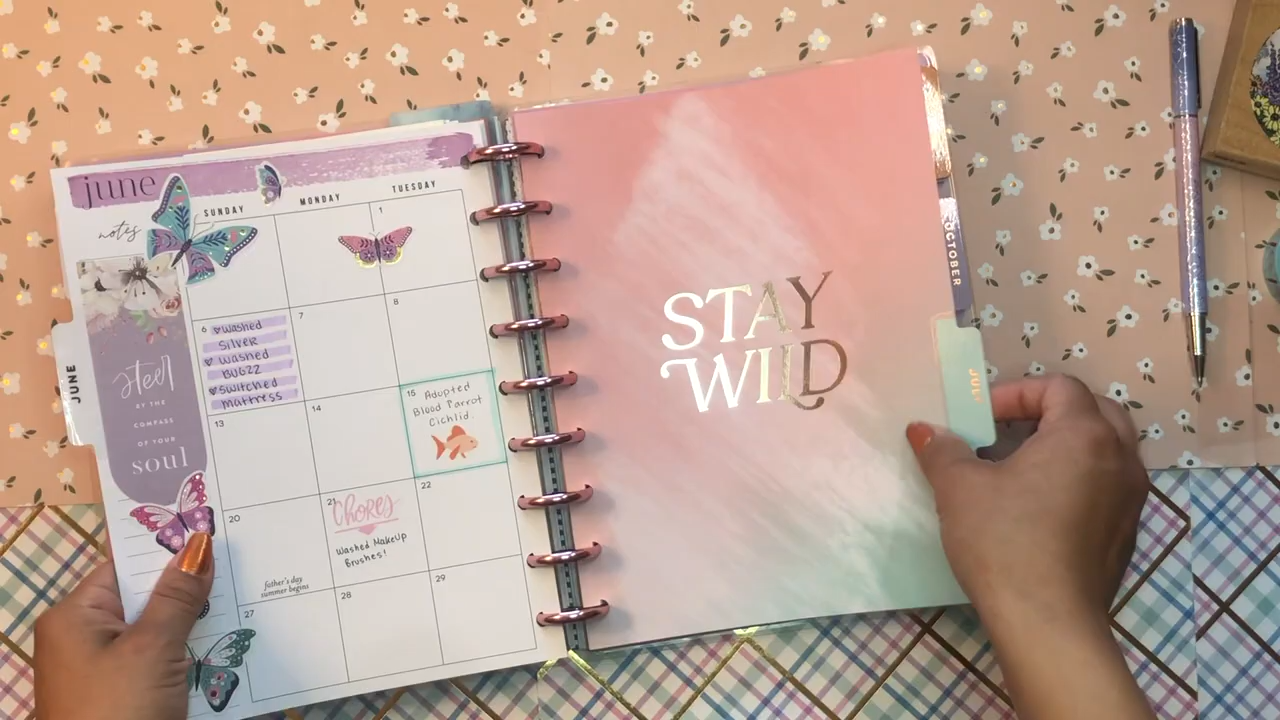 june
notes
SUNDAY
MONDAY
TUESDAY
1
6
Washed
Silver
Washed
BUGZZ
Switched
mattress
7
8
JUNE
steer
BY THE
COMPASS
OF YOUR
soul
13
14
15
Adopted
Blood Parrot
Cichlid.
20
father's day
summer begins
21
Chores
Washed Makeup
Brushes!
22
27
28
29
STAY
WILD
OCTOBER